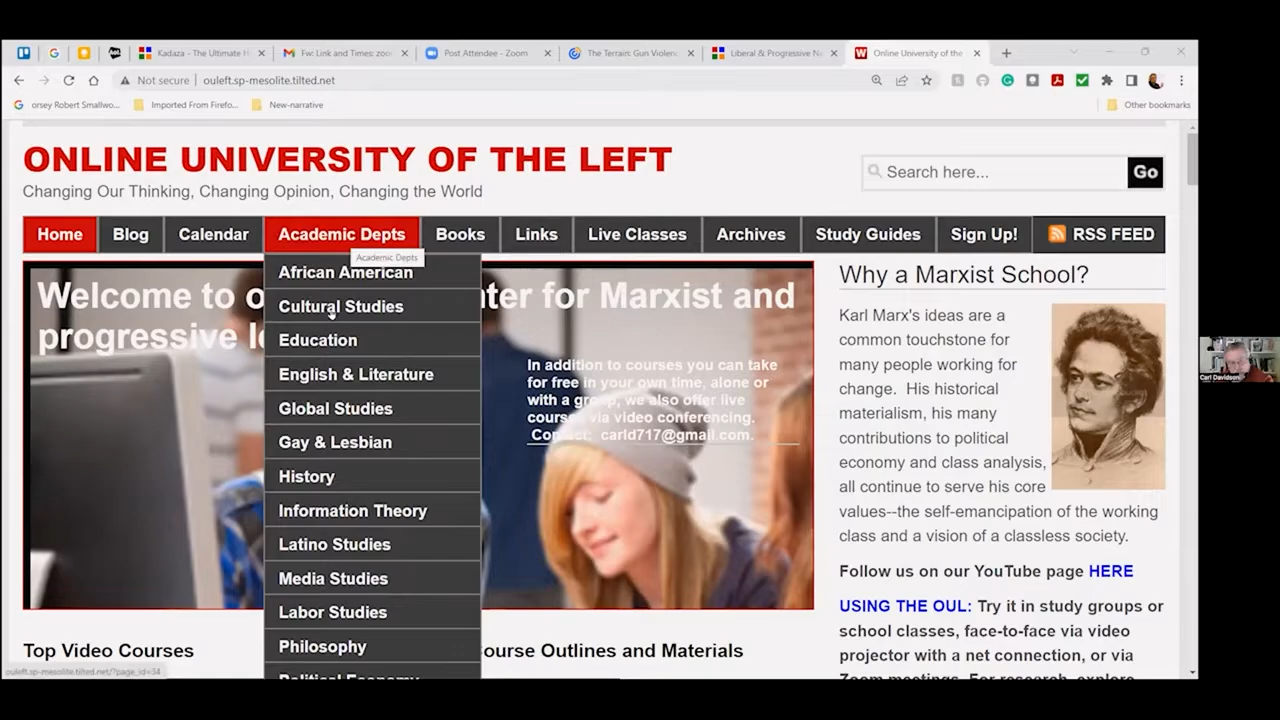 Kadaza - The Ultimate H
Fw: Link and Times: zoo
Post Attendee - Zoom
The Terrain: Gun Violenc
Liberal & Progressive Ne
Online University of the
Not secure
ouleft.sp-mesolite.tilted.net
orsey Robert Smallwo...
Imported From Firefo...
New-narrative
Other bookmarks
ONLINE UNIVERSITY OF THE LEFT
Changing Our Thinking, Changing Opinion, Changing the World
Search here...
Go
Home
Blog
Calendar
Academic Depts
Books
Links
Live Classes
Archives
Study Guides
Sign Up!
RSS FEED
Academic Depts
African American
Cultural Studies
Education
English & Literature
Global Studies
Gay & Lesbian
History
Information Theory
Latino Studies
Media Studies
Labor Studies
Philosophy
Political Economy
Welcome to o
ter for Marxist and
progressive le
In addition to courses you can take
for free in your own time, alone or
with a group, we also offer live
courses via video conferencing.
Contact: carld717@gmail.com.
Why a Marxist School?
Karl Marx's ideas are a
common touchstone for
many people working for
change. His historical
materialism, his many
contributions to political
economy and class analysis,
all continue to serve his core
values--the self-emancipation of the working
class and a vision of a classless society.
Follow us on our YouTube page HERE
USING THE OUL: Try it in study groups or
school classes, face-to-face via video
projector with a net connection, or via
Zoom meetings. For research, explore
Top Video Courses
ourse Outlines and Materials
ouleft.sp-mesolite.tilted.net/?page_id=34
Carl Davidson